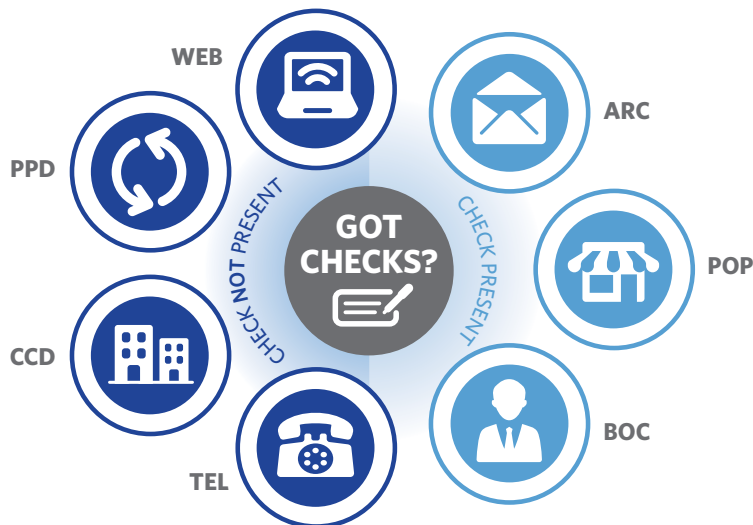 WEB
ARC
PPD
POP
CHECK NOT PRESENT
GOT
CHECKS?
CHECK PRESENT
CCD
BOC
TEL